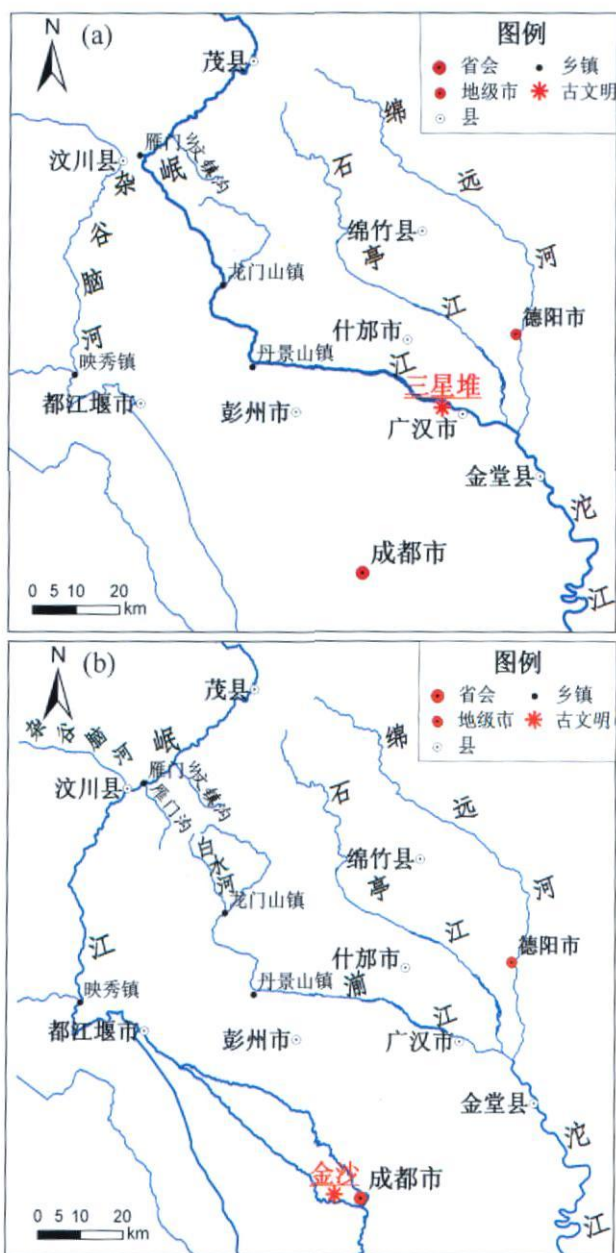 N
(a)
图例
省会
乡镇
地级市
古文明
县
茂县
雁门乡
文镇沟
汶川县
岷
杂谷脑河
绵远河
石亭江
绵竹县
龙门山镇
德阳市
什邡市
映秀镇
丹景山镇
江
三星堆
都江堰市
彭州市
广汉市
金堂县
沱江
成都市
0 5 10 20
km
N
(b)
图例
省会
乡镇
地级市
古文明
县
茂县
杂谷脑河
岷
雁门乡
文镇沟
汶川县
雁门沟
绵远河
石亭江
白水河
绵竹县
龙门山镇
江
德阳市
什邡市
映秀镇
丹景山镇
湔江
都江堰市
彭州市
广汉市
金堂县
沱江
金沙
成都市
0 5 10 20
km